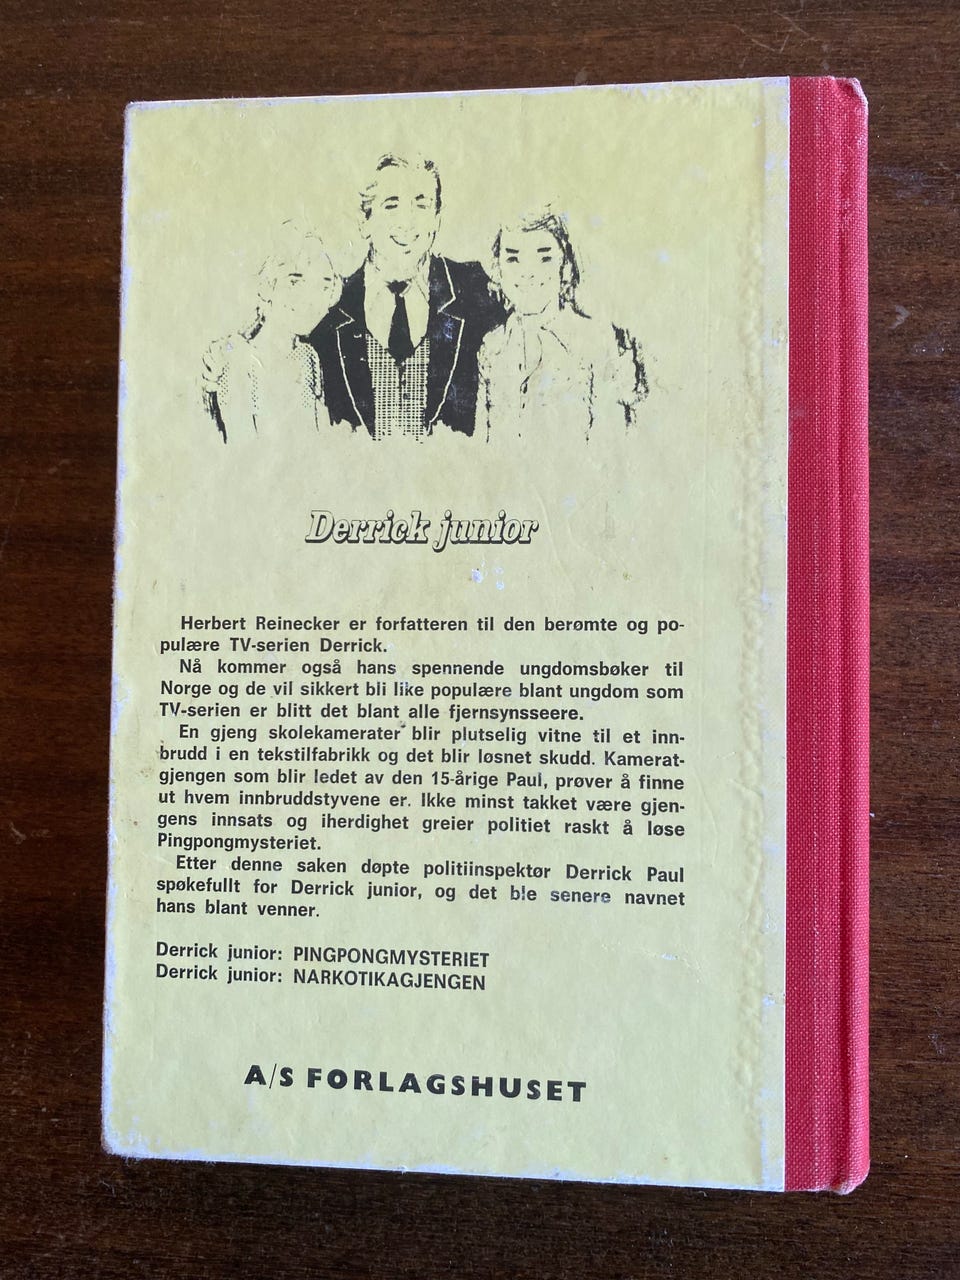 Derrick junior
Herbert Reinecker er forfatteren til den berømte og po-
pulære TV-serien Derrick.
Nå kommer også hans spennende ungdomsbøker til
Norge og de vil sikkert bli like populære blant ungdom som
TV-serien er blitt det blant alle fjernsynsseere.
En gjeng skolekamerater blir plutselig vitne til et inn-
brudd i en tekstilfabrikk og det blir løsnet skudd. Kamerat-
gjengen som blir ledet av den 15-årige Paul, prøver å finne
ut hvem innbruddstyvene er. Ikke minst takket være gjen-
gens innsats og iherdighet greier politiet raskt å løse
Pingpongmysteriet.
Etter denne saken døpte politiinspektør Derrick Paul
spøkefullt for Derrick junior, og det ble senere navnet
hans blant venner.
Derrick junior: PINGPONGMYSTERIET
Derrick junior: NARKOTIKAGJENGEN
A/S FORLAGSHUSET